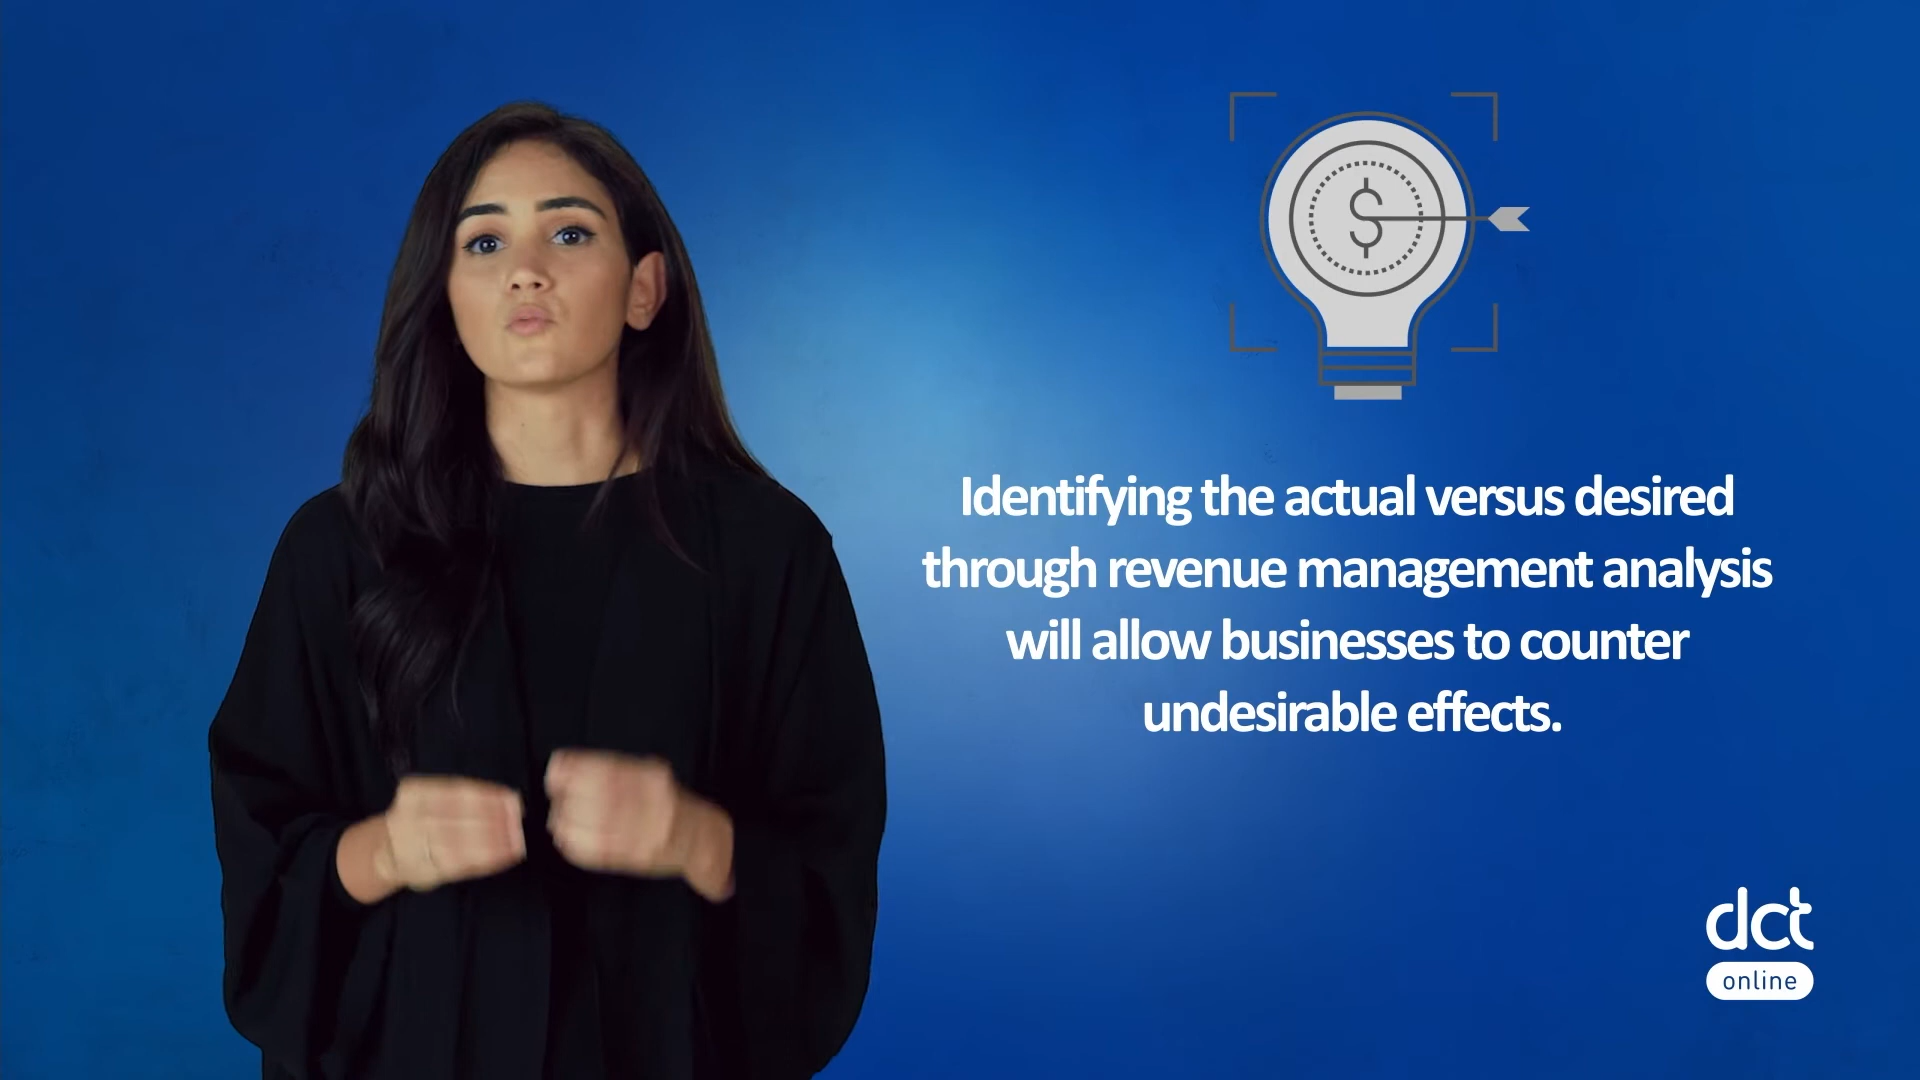 Identifying the actual versus desired
through revenue management analysis
will allow businesses to counter
undesirable effects.
dct
online